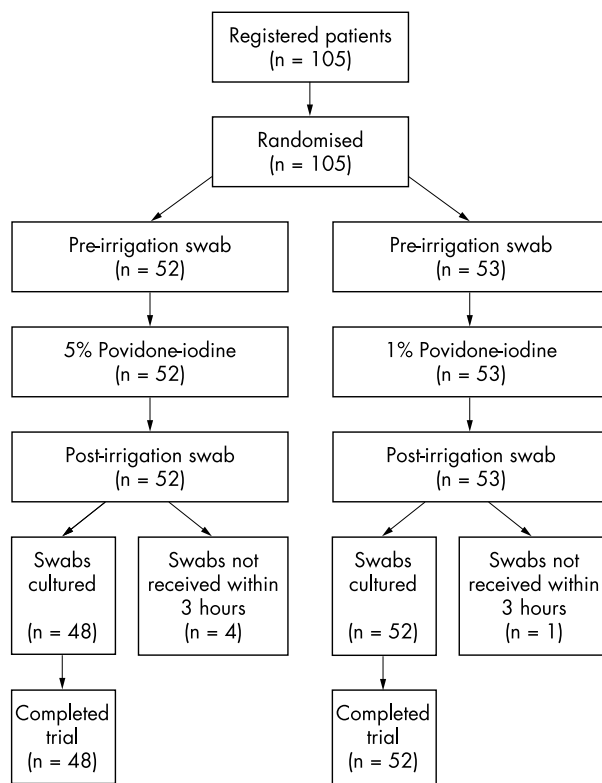 Registered patients
(n = 105)
Randomised
(n = 105)
Pre-irrigation swab
(n = 52)
Pre-irrigation swab
(n = 53)
5% Povidone-iodine
(n = 52)
1% Povidone-iodine
(n = 53)
Post-irrigation swab
(n = 52)
Post-irrigation swab
(n = 53)
Swabs
cultured
(n = 48)
Swabs not
received within
3 hours
(n = 4)
Swabs
cultured
(n = 52)
Swabs not
received within
3 hours
(n = 1)
Completed
trial
(n = 48)
Completed
trial
(n = 52)